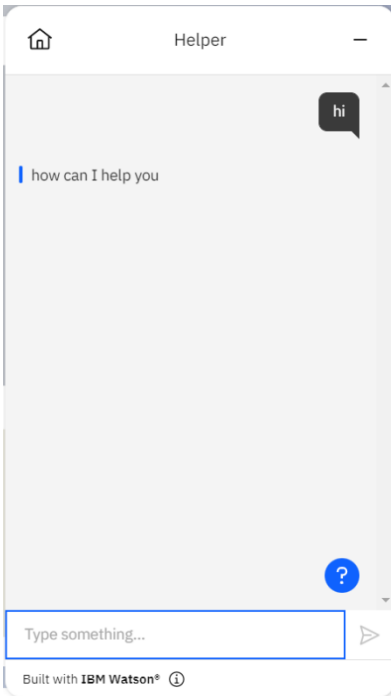 Helper
hi
how can I help you
?
Type something...
Built with IBM Watson®